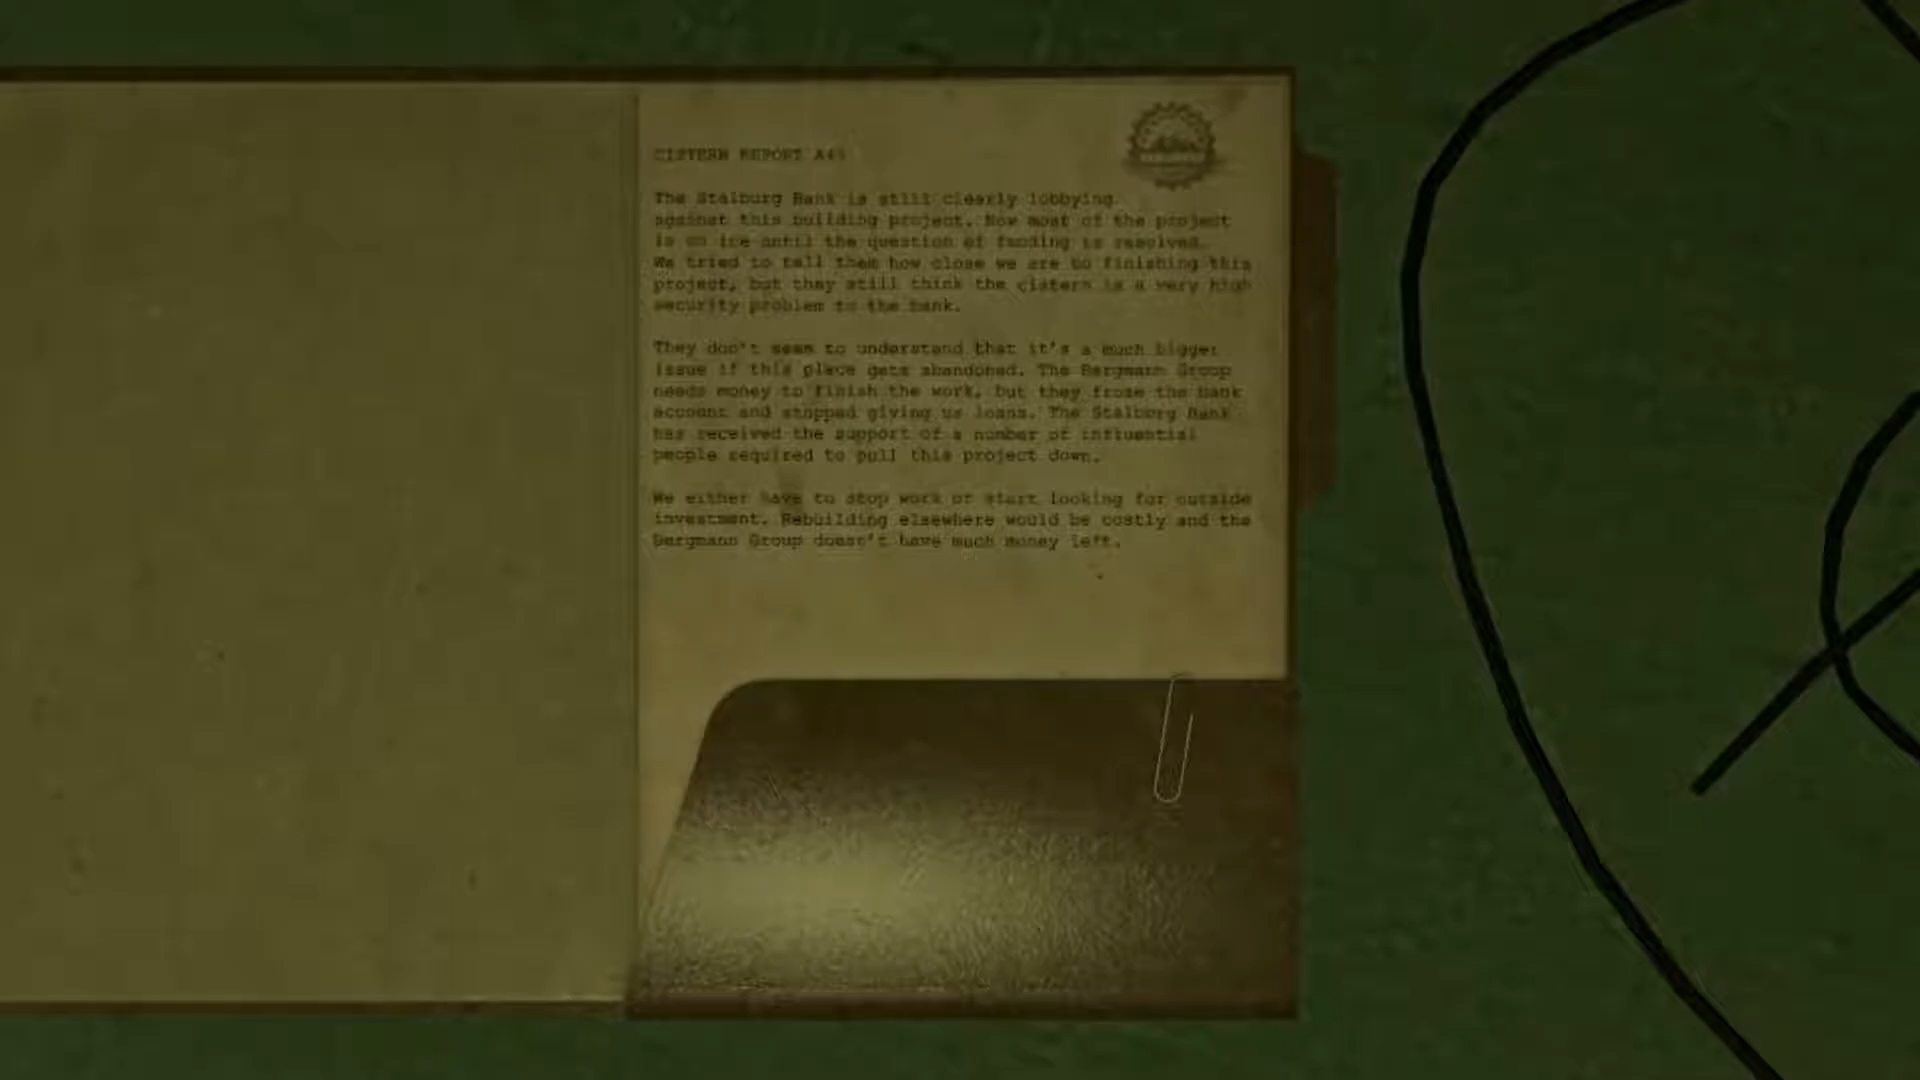 CISTERN REPORT
The Stalburg Bank is still clearly lobbying
against this building project. Now most of the project
is on ice until the question of funding is resolved.
We tried to tell them how close we are to finishing this
project, but they still think the cistern is a very high
security problem to the bank.
They don't seem to understand that it's a much bigger
issue if this place gets abandoned. The Bergmann Group
needs money to finish the work, but they froze the bank
account and stopped giving us loans. The Stalburg Bank
has received the support of a number of influential
people required to pull this project down.
We either have to stop work or start looking for outside
investment. Rebuilding elsewhere would be costly and the
Bergmann Group doesn't have much money left.